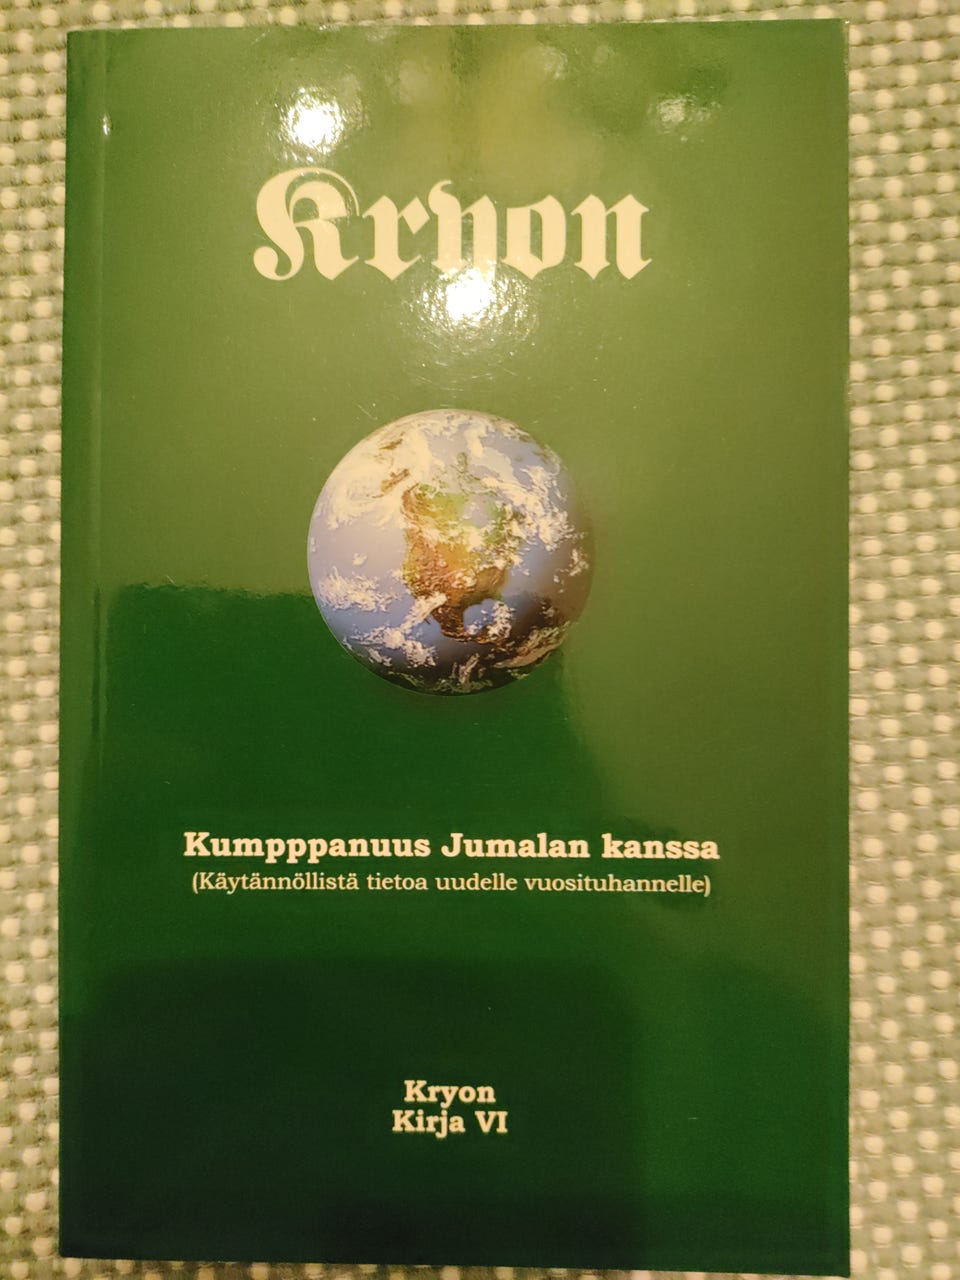 Kryon
Kumpppanuus Jumalan kanssa
(Käytännöllistä tietoa uudelle vuosituhannelle)
Kryon
Kirja VI